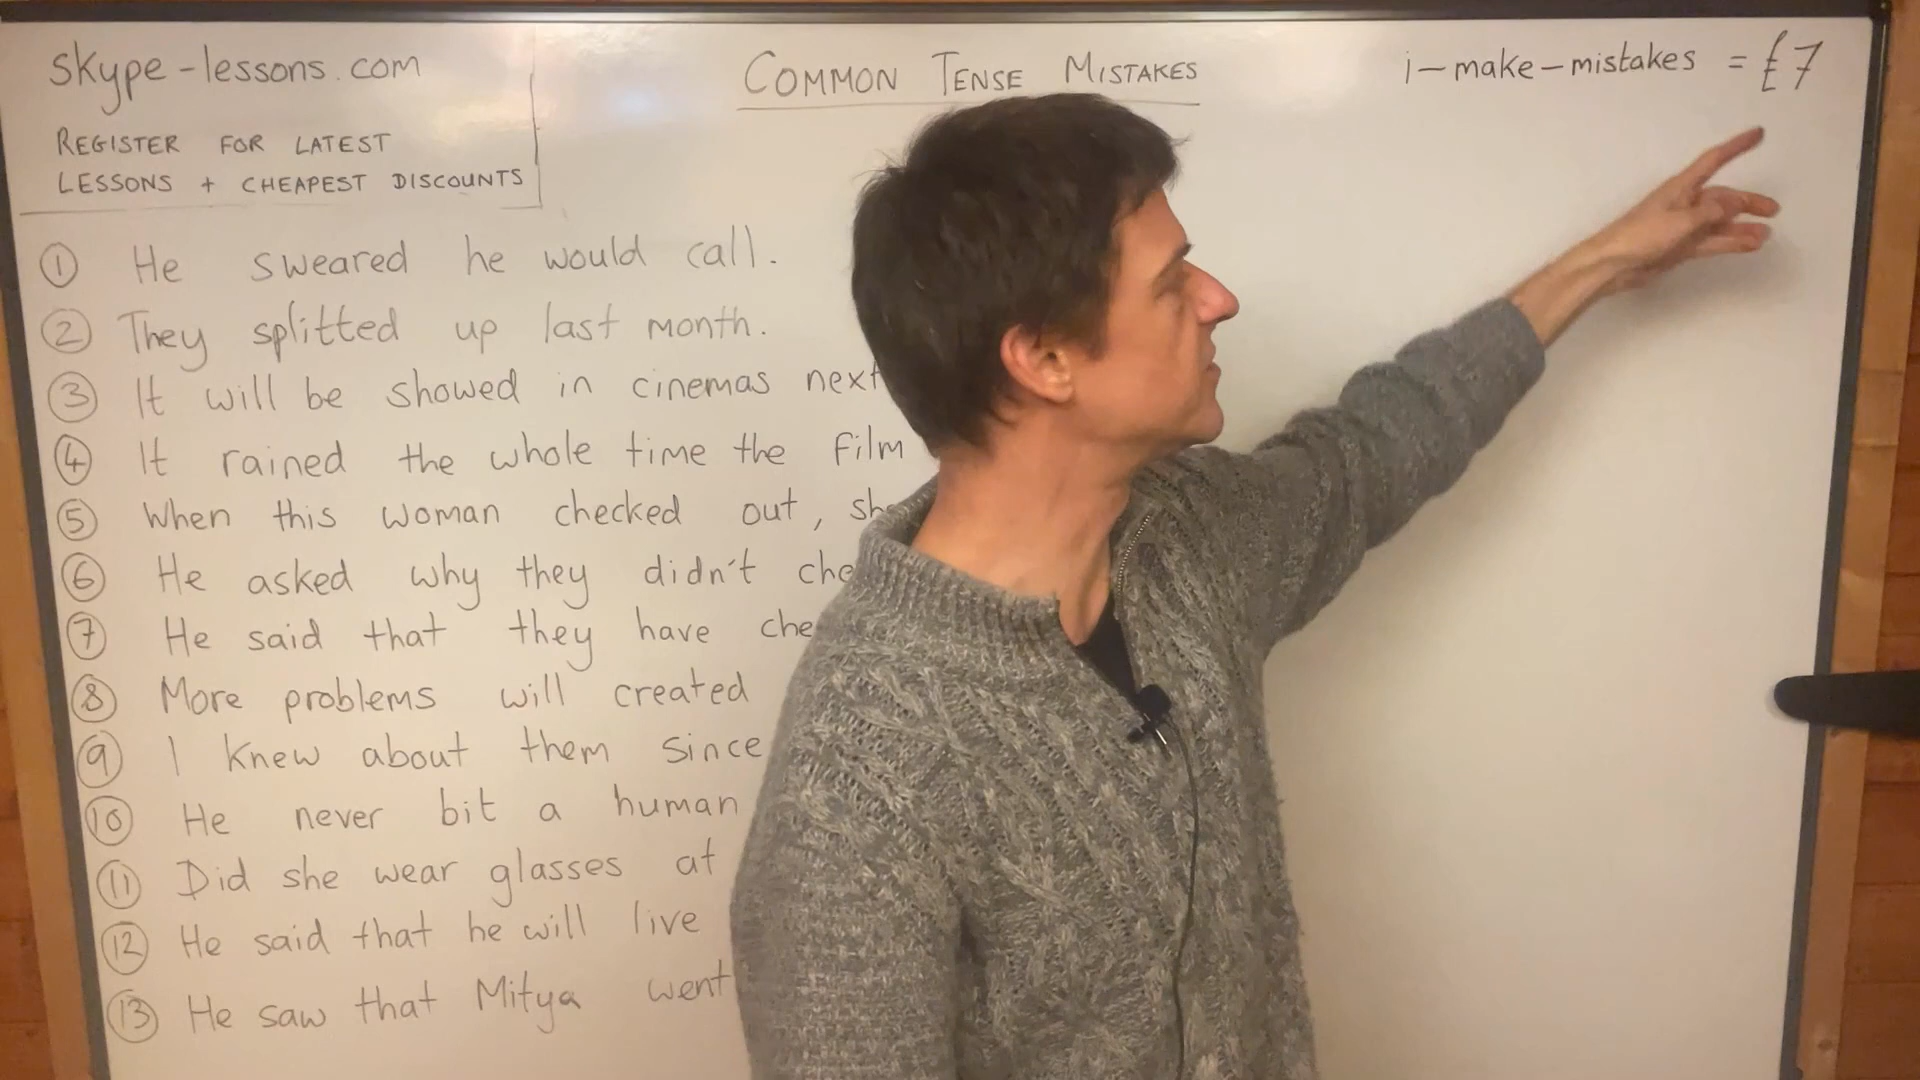 skype-lessons.com
REGISTER FOR LATEST
LESSONS + CHEAPEST DISCOUNTS
COMMON TENSE MISTAKES
i-make-mistakes = £7
① He sweared he would call.
② They splitted up last month.
③ It will be showed in cinemas next
④ It rained the whole time the film
⑤ When this woman checked out,
⑥ He asked why they didn't
⑦ He said that they have
⑧ More problems will created
⑨ I knew about them since
⑩ He never bit a human
⑪ Did she wear glasses at
⑫ He said that he will live
⑬ He saw that Mitya went